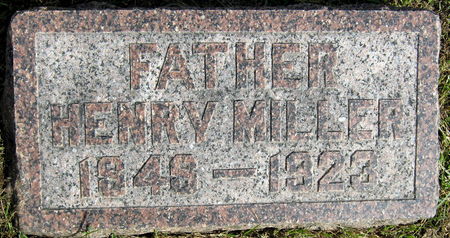 FATHER
HENRY MILLER
1846 — 1923